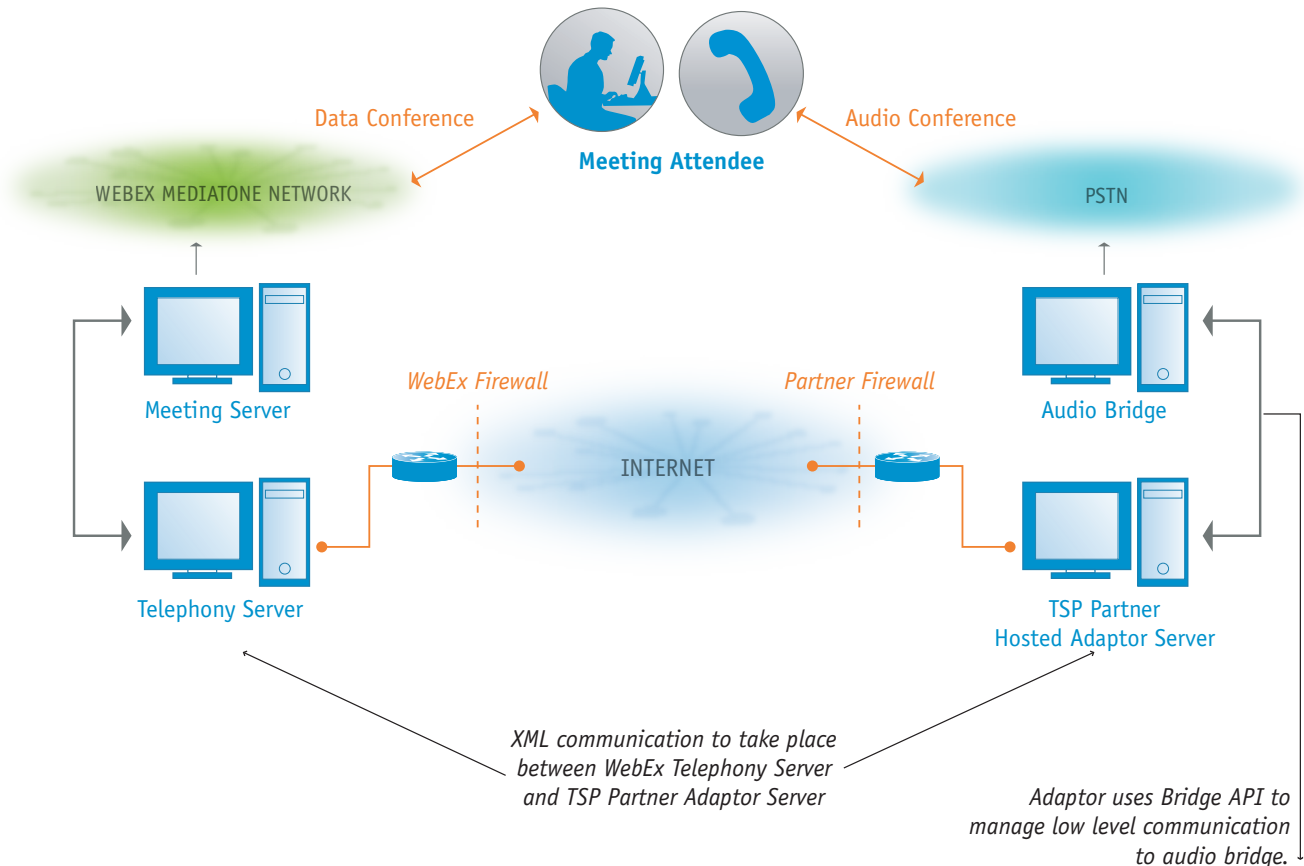 Data Conference
Audio Conference
Meeting Attendee
WEBEX MEDIATONE NETWORK
PSTN
WebEx Firewall
Partner Firewall
Meeting Server
Audio Bridge
INTERNET
Telephony Server
TSP Partner
Hosted Adaptor Server
XML communication to take place
between WebEx Telephony Server
and TSP Partner Adaptor Server
Adaptor uses Bridge API to
manage low level communication
to audio bridge.